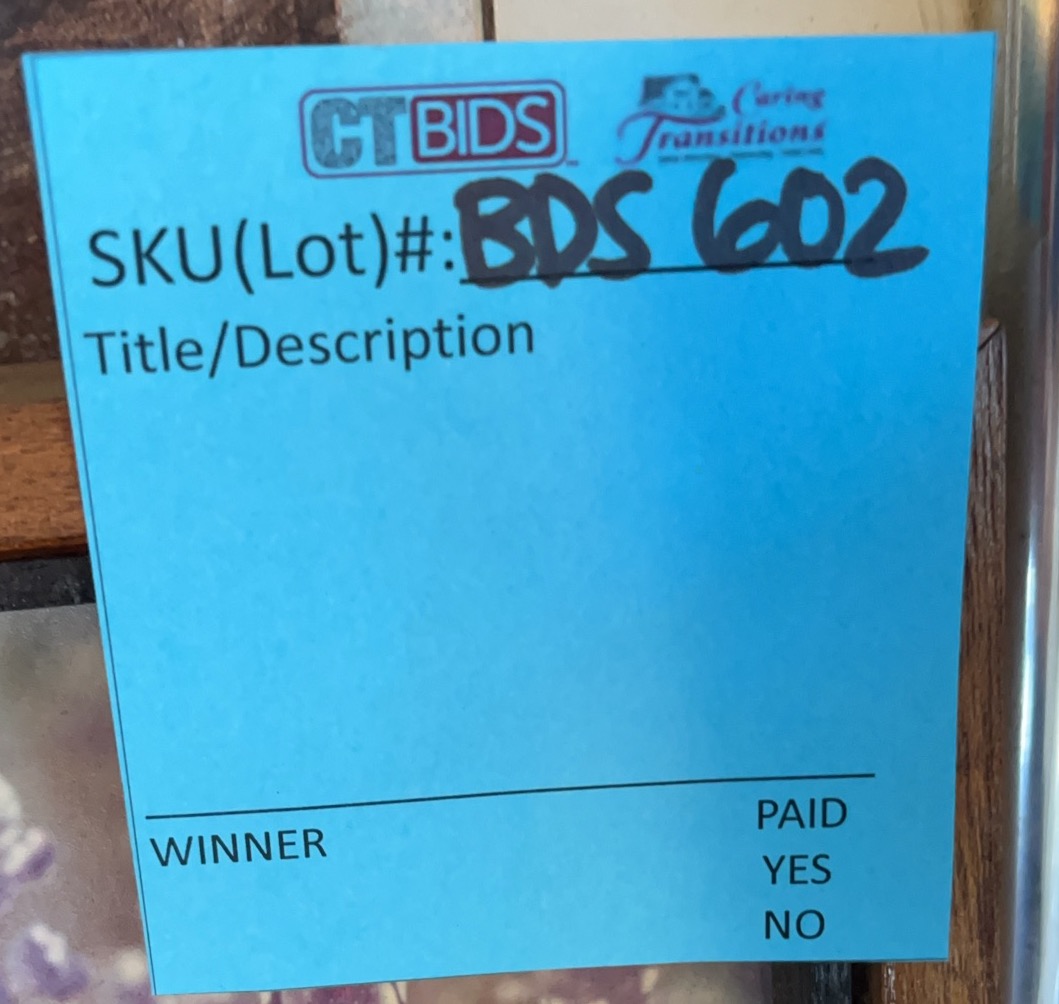 CTBIDS
Caring
Transitions
SKU(Lot)#: BDS 602
Title/Description
WINNER
PAID
YES
NO